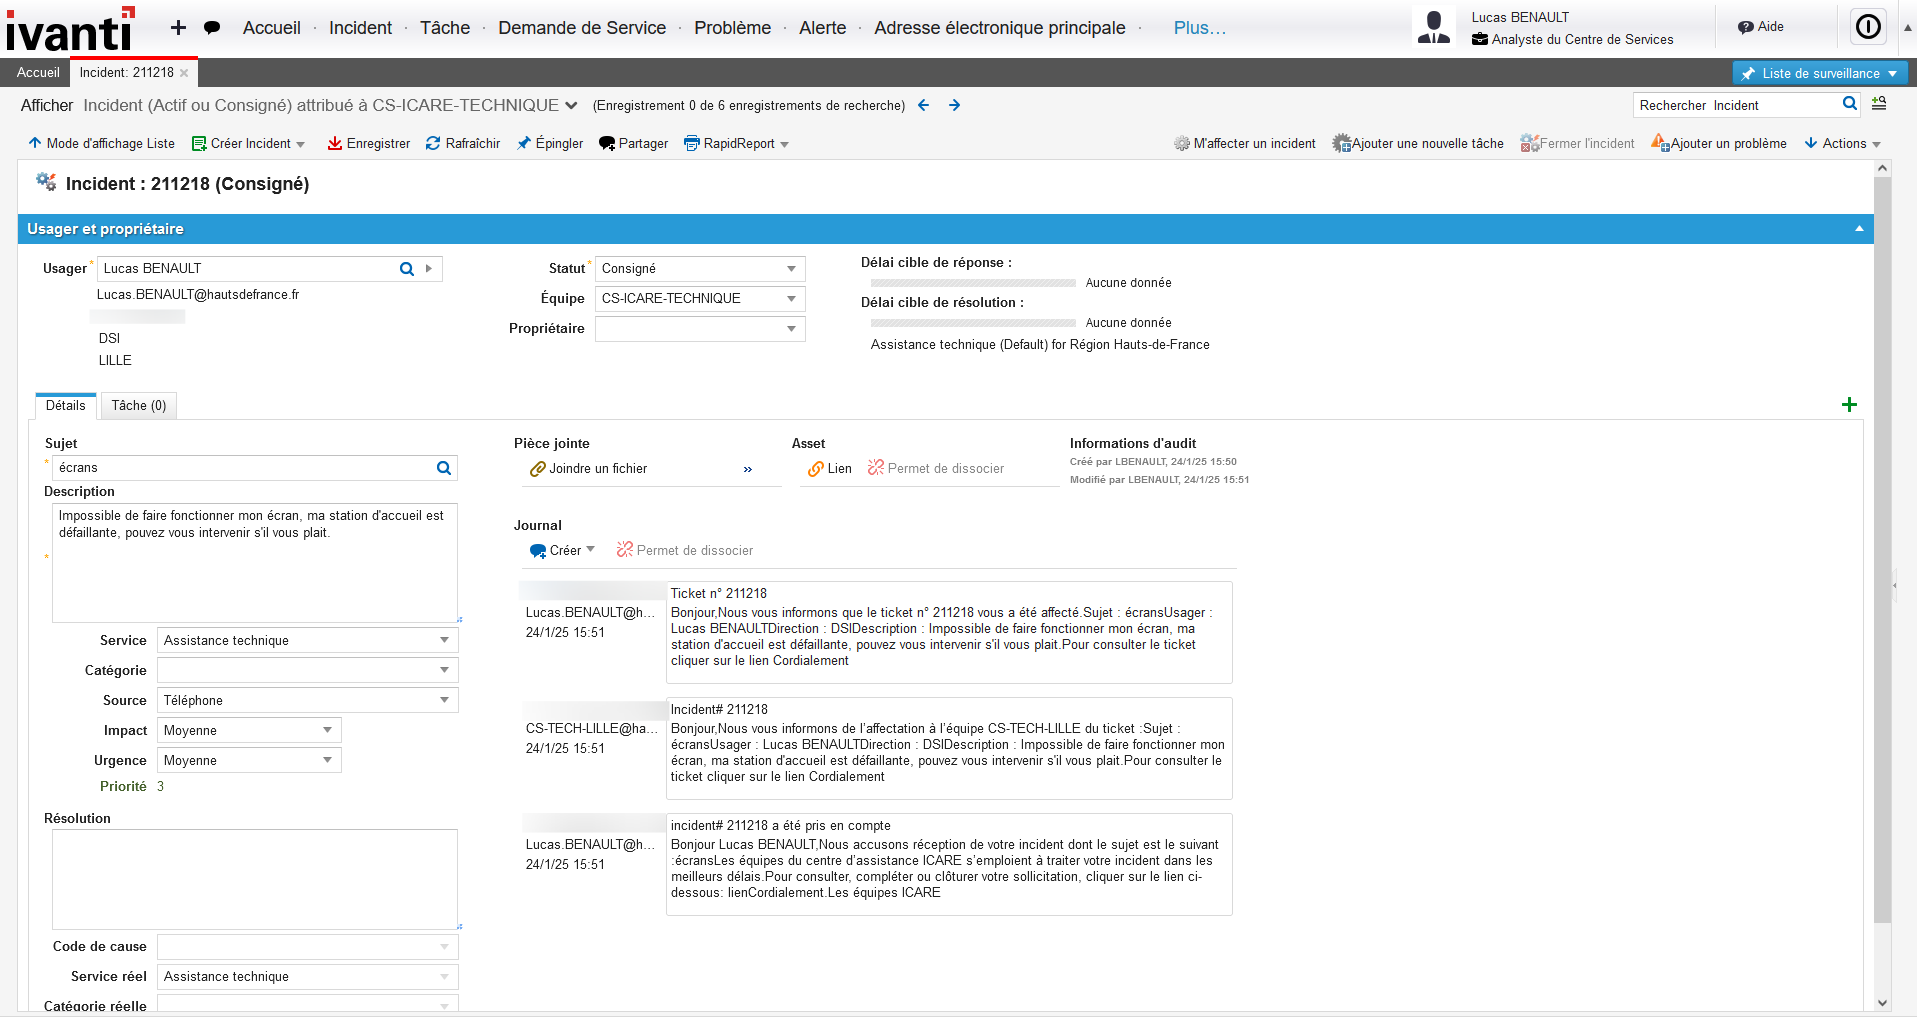 ivanti
Accueil · Incident · Tâche · Demande de Service · Problème · Alerte · Adresse électronique principale · Plus...
Lucas BENAULT
Analyste du Centre de Services
Aide
Accueil
Incident: 211218
Liste de surveillance
Afficher Incident (Actif ou Consigné) attribué à CS-ICARE-TECHNIQUE (Enregistrement 0 de 6 enregistrements de recherche)
Rechercher Incident
Mode d'affichage Liste Créer Incident Enregistrer Rafraîchir Épingler Partager RapidReport
M'affecter un incident Ajouter une nouvelle tâche Fermer l'incident Ajouter un problème Actions
Incident : 211218 (Consigné)
Usager et propriétaire
Usager * Lucas BENAULT
Lucas.BENAULT@hautsdefrance.fr
DSI
LILLE
Statut * Consigné
Équipe CS-ICARE-TECHNIQUE
Propriétaire
Délai cible de réponse :
Aucune donnée
Délai cible de résolution :
Aucune donnée
Assistance technique (Default) for Région Hauts-de-France
Détails Tâche (0)
Sujet
* écrans
Description
Impossible de faire fonctionner mon écran, ma station d'accueil est
défaillante, pouvez vous intervenir s'il vous plait.
*
Service Assistance technique
Catégorie
Source Téléphone
Impact Moyenne
Urgence Moyenne
Priorité 3
Résolution
Code de cause
Service réel Assistance technique
Catégorie réelle
Pièce jointe
Joindre un fichier »
Asset
Lien Permet de dissocier
Informations d'audit
Créé par LBENAULT, 24/1/25 15:50
Modifié par LBENAULT, 24/1/25 15:51
Journal
Créer Permet de dissocier
Lucas.BENAULT@h...
24/1/25 15:51
Ticket n° 211218
Bonjour,Nous vous informons que le ticket n° 211218 vous a été affecté.Sujet : écransUsager :
Lucas BENAULTDirection : DSIDescription : Impossible de faire fonctionner mon écran, ma
station d'accueil est défaillante, pouvez vous intervenir s'il vous plait.Pour consulter le ticket
cliquer sur le lien Cordialement
CS-TECH-LILLE@ha...
24/1/25 15:51
Incident# 211218
Bonjour,Nous vous informons de l'affectation à l'équipe CS-TECH-LILLE du ticket :Sujet :
écransUsager : Lucas BENAULTDirection : DSIDescription : Impossible de faire fonctionner mon
écran, ma station d'accueil est défaillante, pouvez vous intervenir s'il vous plait.Pour consulter le
ticket cliquer sur le lien Cordialement
Lucas.BENAULT@h...
24/1/25 15:51
incident# 211218 a été pris en compte
Bonjour Lucas BENAULT,Nous accusons réception de votre incident dont le sujet est le suivant
:écransLes équipes du centre d'assistance ICARE s'emploient à traiter votre incident dans les
meilleurs délais.Pour consulter, compléter ou clôturer votre sollicitation, cliquer sur le lien ci-
dessous: lienCordialement.Les équipes ICARE